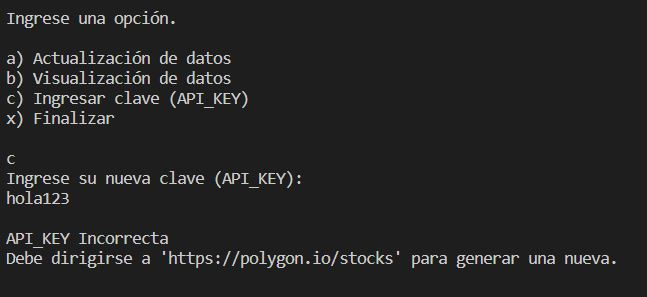 Ingrese una opción.
a) Actualización de datos
b) Visualización de datos
c) Ingresar clave (API_KEY)
x) Finalizar
c
Ingrese su nueva clave (API_KEY):
hola123
API_KEY Incorrecta
Debe dirigirse a 'https://polygon.io/stocks' para generar una nueva.